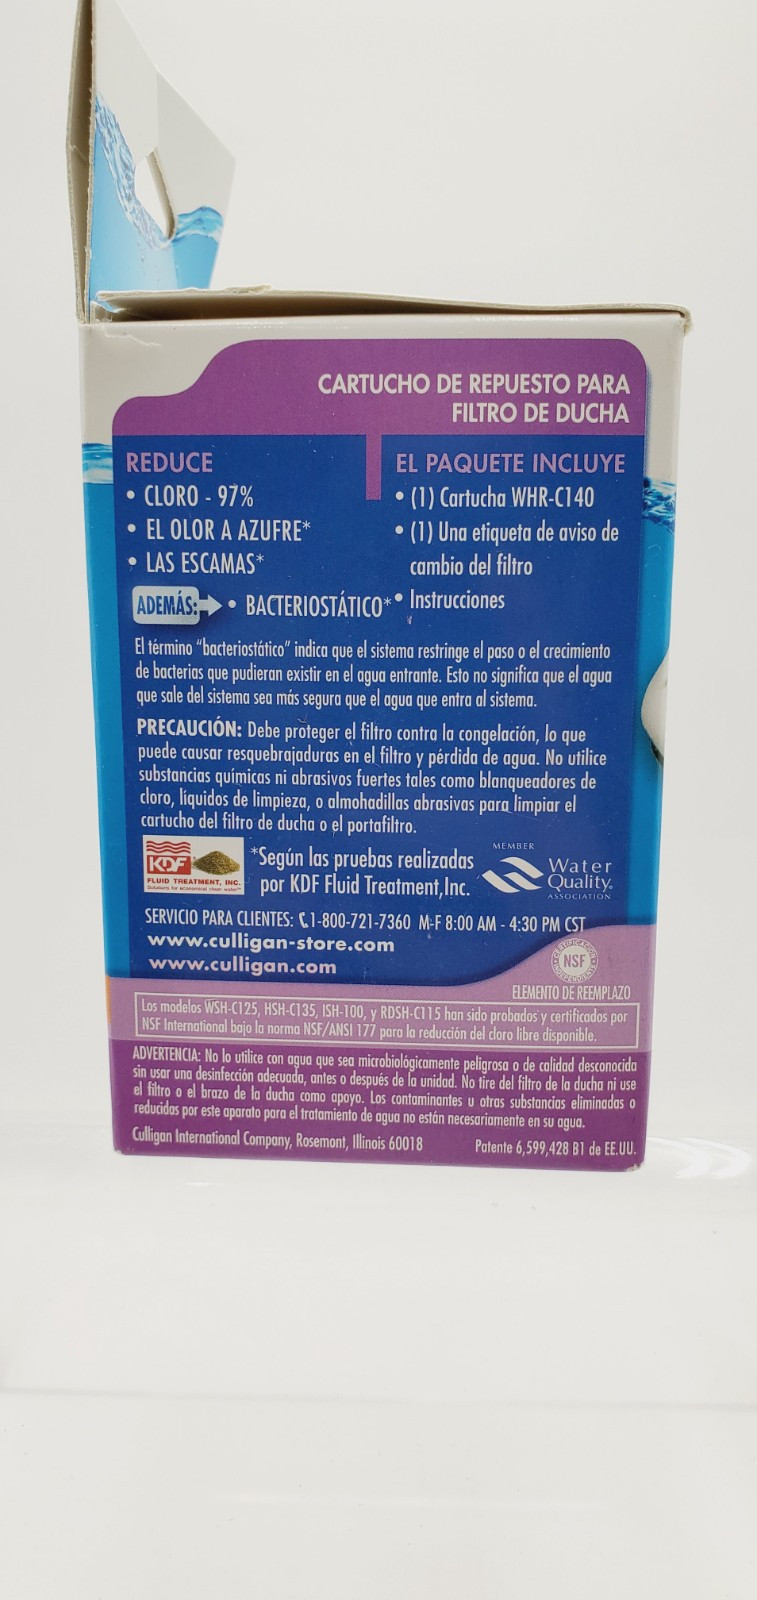 CARTUCHO DE REPUESTO PARA
FILTRO DE DUCHA
REDUCE
• CLORO - 97%
• EL OLOR A AZUFRE*
• LAS ESCAMAS*
ADEMÁS: • BACTERIOSTÁTICO*
EL PAQUETE INCLUYE
• (1) Cartucha WHR-C140
• (1) Una etiqueta de aviso de
cambio del filtro
• Instrucciones
El término "bacteriostático" indica que el sistema restringe el paso o el crecimiento
de bacterias que pudieran existir en el agua entrante. Esto no significa que el agua
que sale del sistema sea más segura que el agua que entra al sistema.
PRECAUCIÓN: Debe proteger el filtro contra la congelación, lo que
puede causar resquebrajaduras en el filtro y pérdida de agua. No utilice
substancias químicas ni abrasivos fuertes tales como blanqueadores de
cloro, líquidos de limpieza, o almohadillas abrasivas para limpiar el
cartucho del filtro de ducha o el portafiltro.
KDF
FLUID TREATMENT, INC.
Solutions for economical clean water™
*Según las pruebas realizadas
por KDF Fluid Treatment, Inc.
MEMBER
Water
Quality®
ASSOCIATION
SERVICIO PARA CLIENTES: 1-800-721-7360 M-F 8:00 AM - 4:30 PM CST
www.culligan-store.com
www.culligan.com
NSF
ELEMENTO DE REEMPLAZO
Los modelos WSH-C125, HSH-C135, ISH-100, y RDSH-C115 han sido probados y certificados por
NSF International bajo la norma NSF/ANSI 177 para la reducción del cloro libre disponible.
ADVERTENCIA: No lo utilice con agua que sea microbiológicamente peligrosa o de calidad desconocida
sin usar una desinfección adecuada, antes o después de la unidad. No tire del filtro de la ducha ni use
el filtro o el brazo de la ducha como apoyo. Los contaminantes u otras substancias eliminadas o
reducidas por este aparato para el tratamiento de agua no están necesariamente en su agua.
Culligan International Company, Rosemont, Illinois 60018
Patente 6,599,428 B1 de EE.UU.